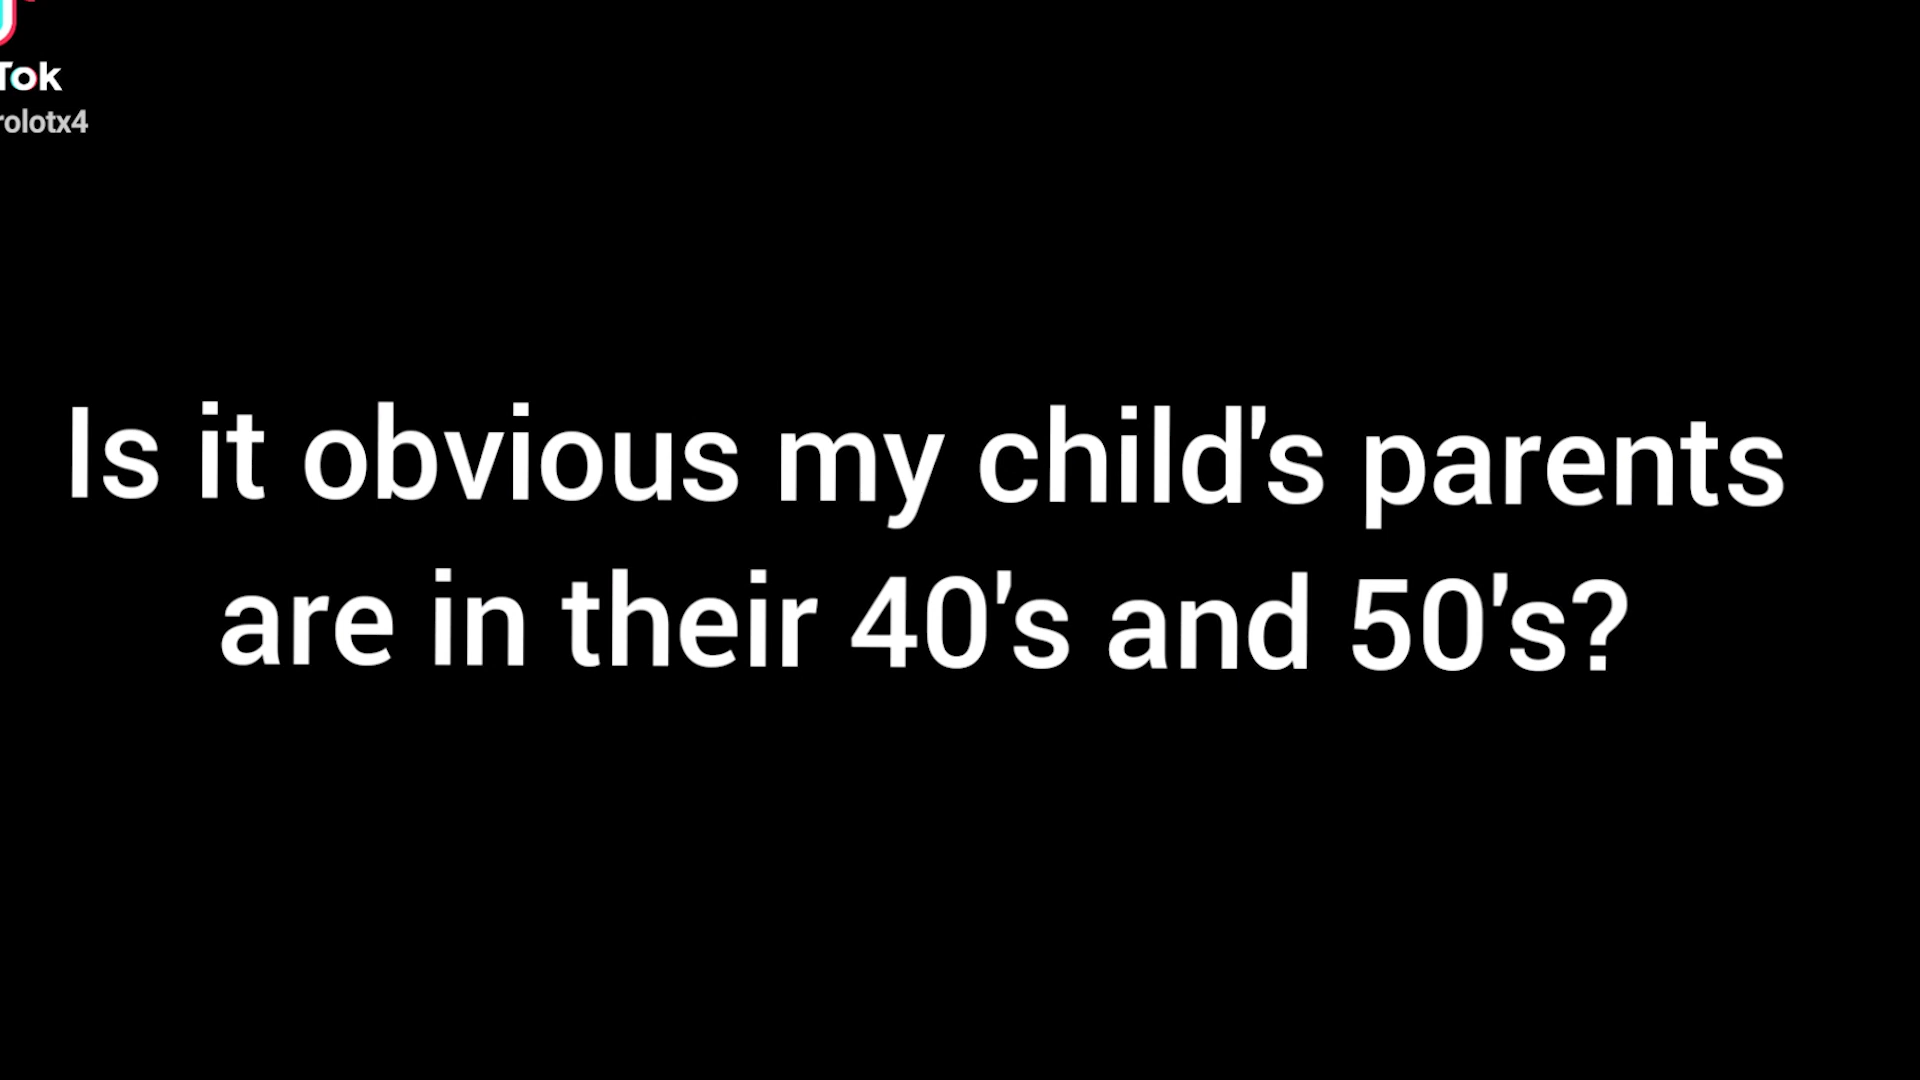 Tok
rolotx4
Is it obvious my child's parents
are in their 40's and 50's?